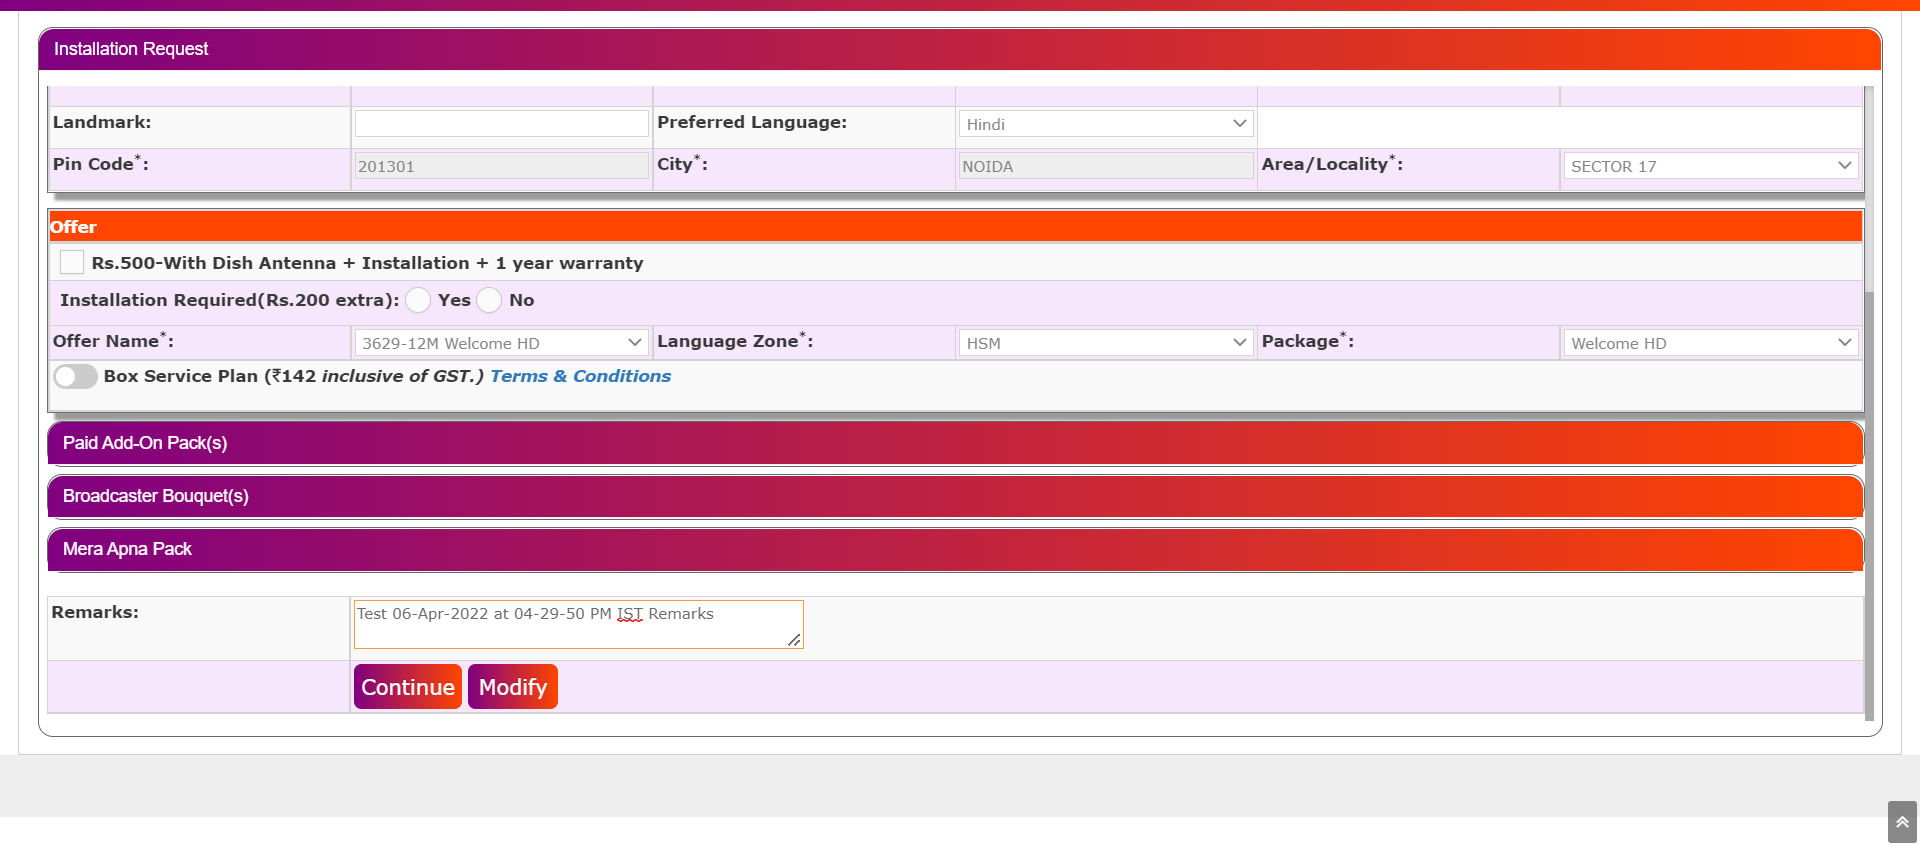 Installation Request
Landmark: Preferred Language: Hindi
Pin Code*: 201301 City*: NOIDA Area/Locality*: SECTOR 17
Offer
Rs.500-With Dish Antenna + Installation + 1 year warranty
Installation Required(Rs.200 extra): Yes No
Offer Name*: 3629-12M Welcome HD Language Zone*: HSM Package*: Welcome HD
Box Service Plan (₹142 inclusive of GST.) Terms & Conditions
Paid Add-On Pack(s)
Broadcaster Bouquet(s)
Mera Apna Pack
Remarks: Test 06-Apr-2022 at 04-29-50 PM IST Remarks
Continue Modify